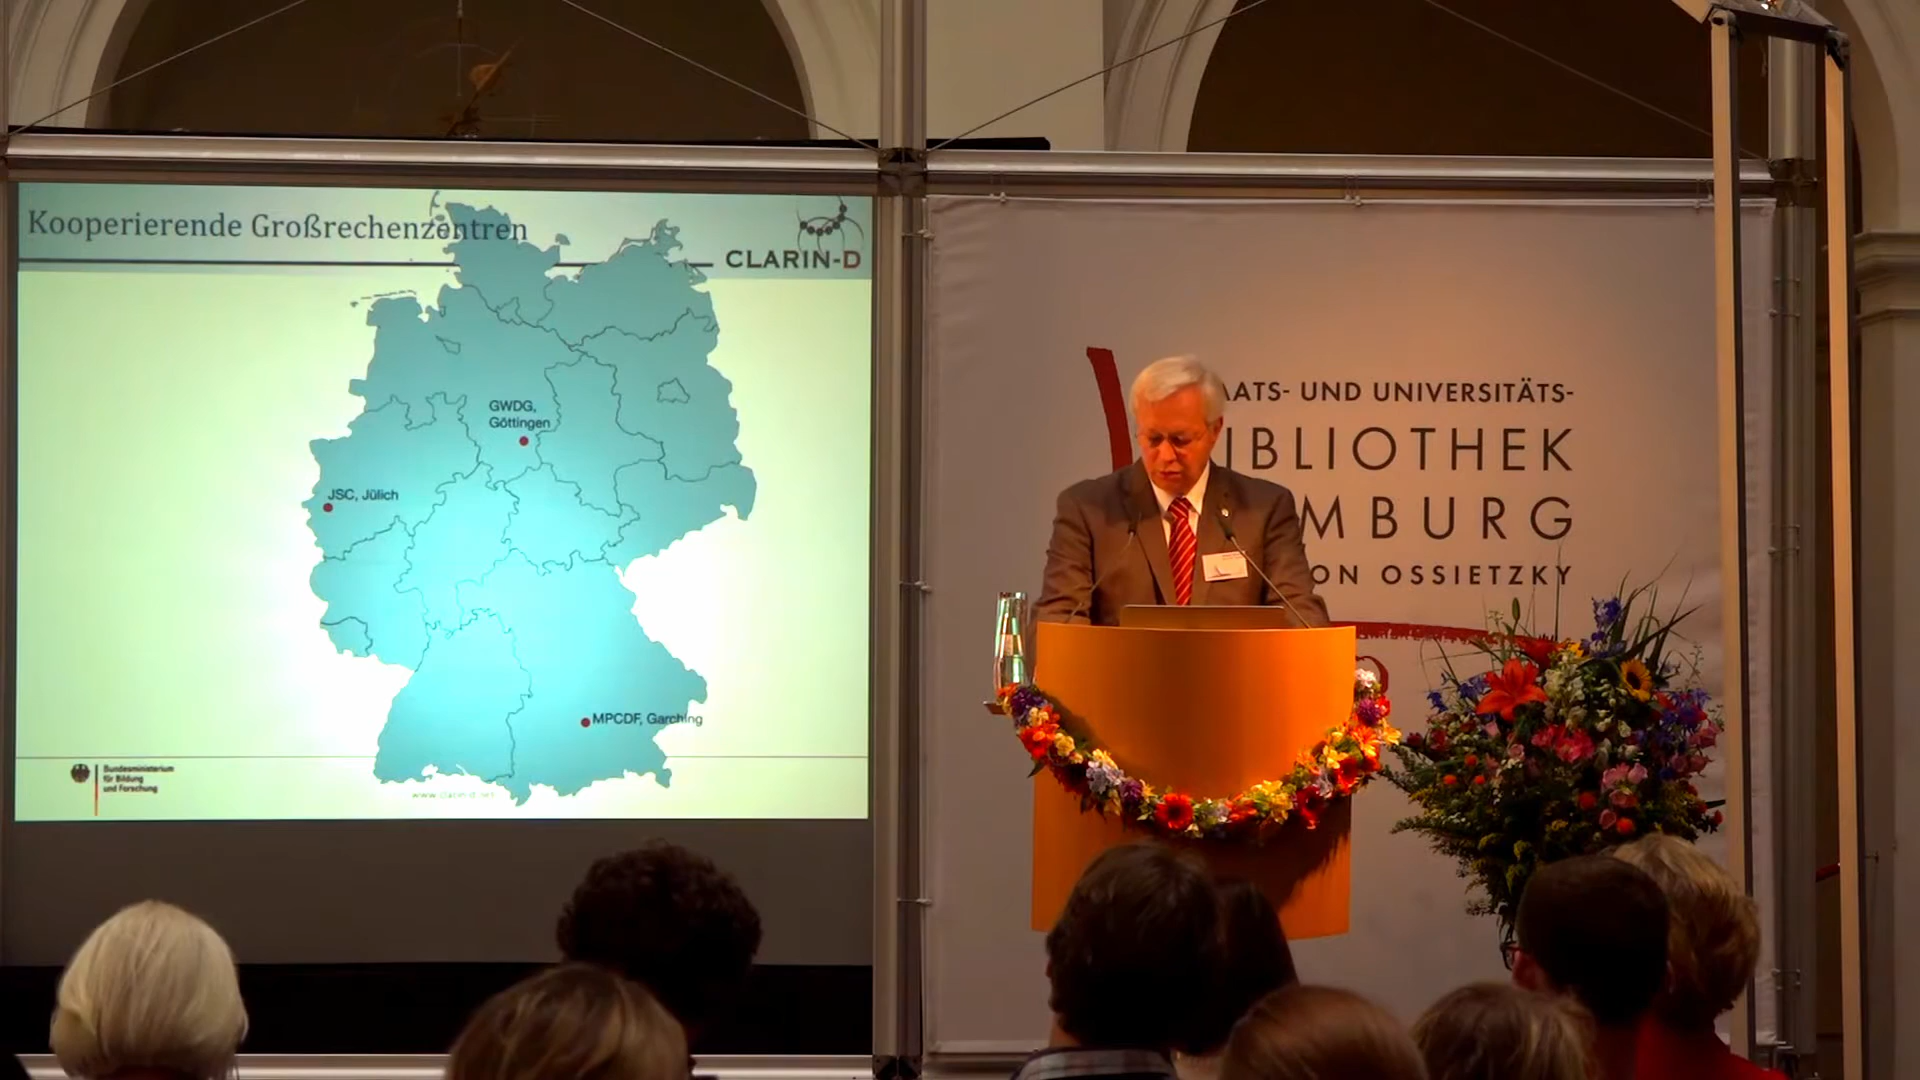 Kooperierende Großrechenzentren
CLARIN-D
GWDG,
Göttingen
JSC, Jülich
MPCDF, Garching
Bundesministerium
für Bildung
und Forschung
AATS- UND UNIVERSITÄTS-
IBLIOTHEK
MBURG
ON OSSIETZKY